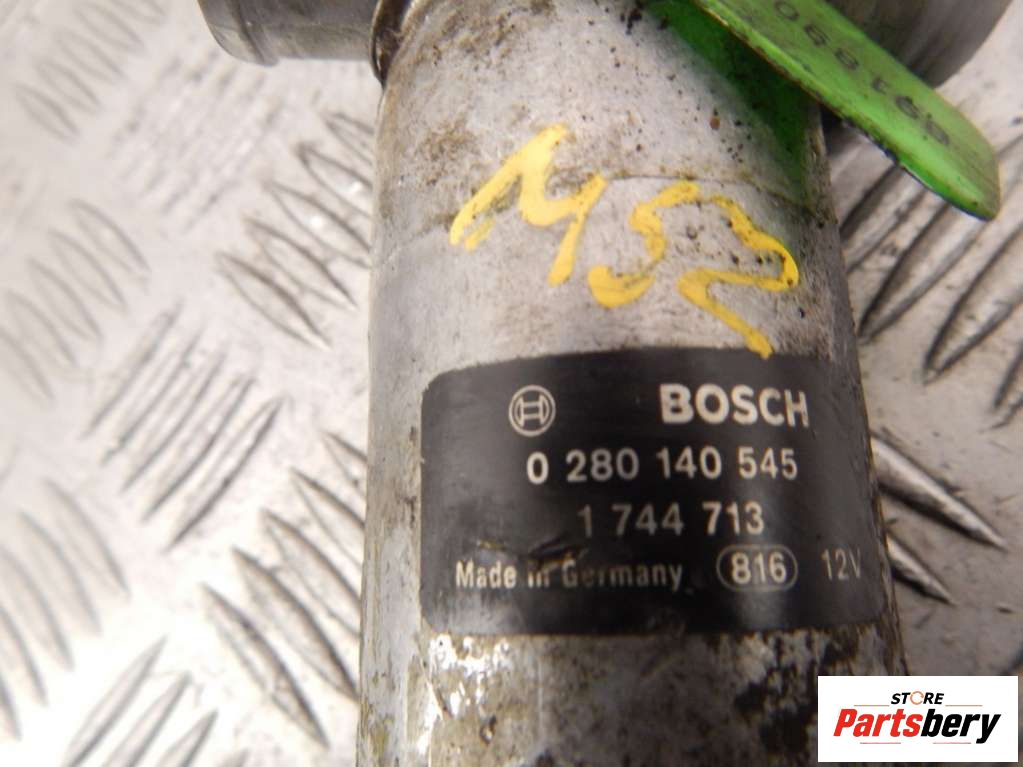 M52
BOSCH
0 280 140 545
1 744 713
Made in Germany 816 12V
STORE
Partsbery